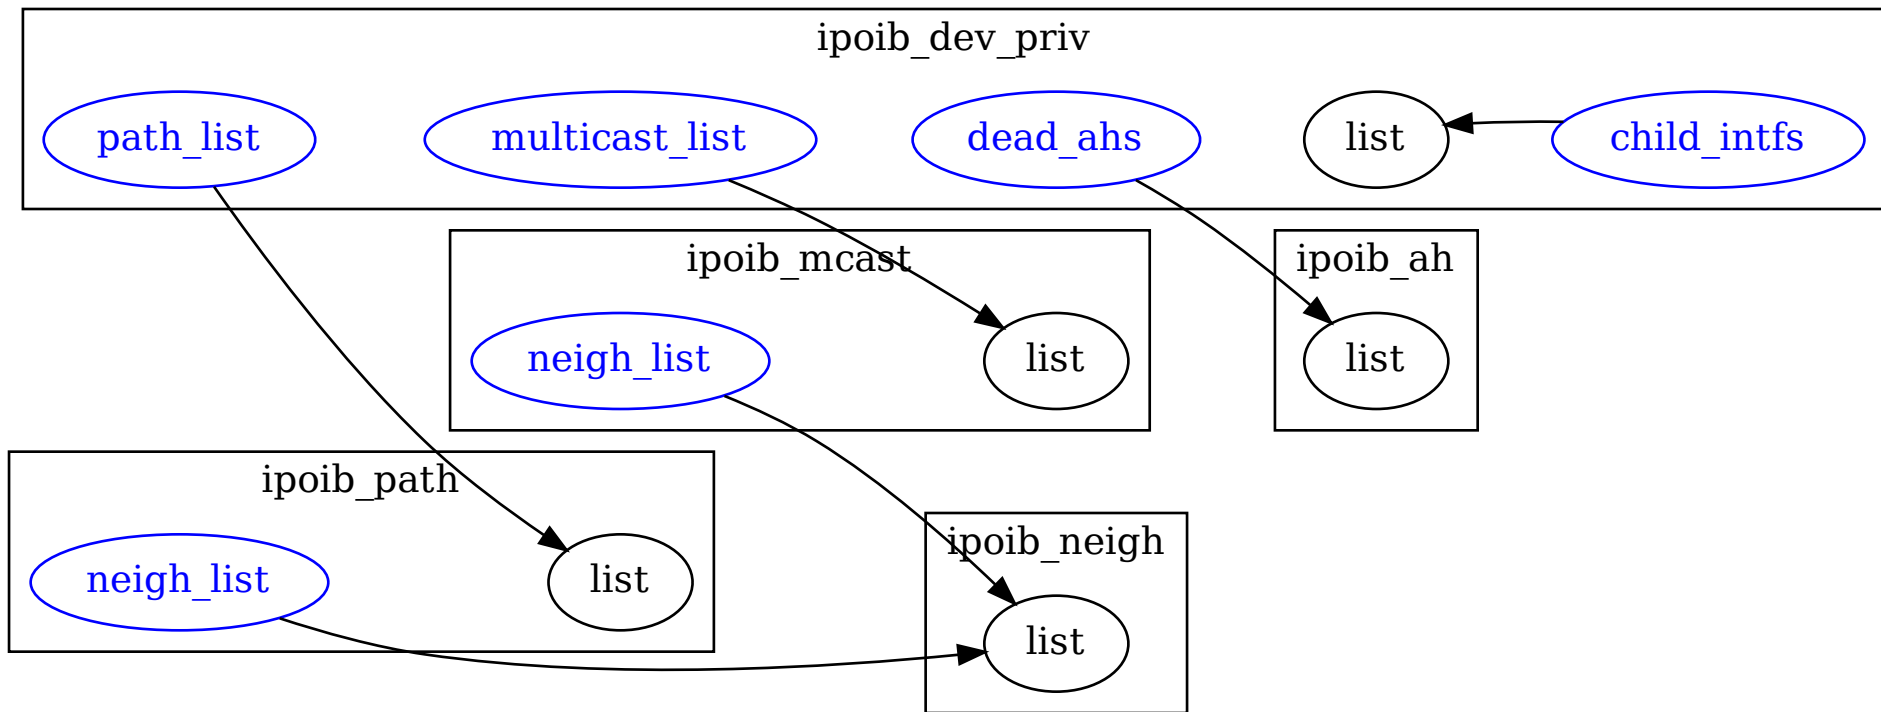 ipoib_dev_priv
path_list
multicast_list
dead_ahs
list
child_intfs
ipoib_mcast
ipoib_ah
neigh_list
list
list
ipoib_path
ipoib_neigh
neigh_list
list
list